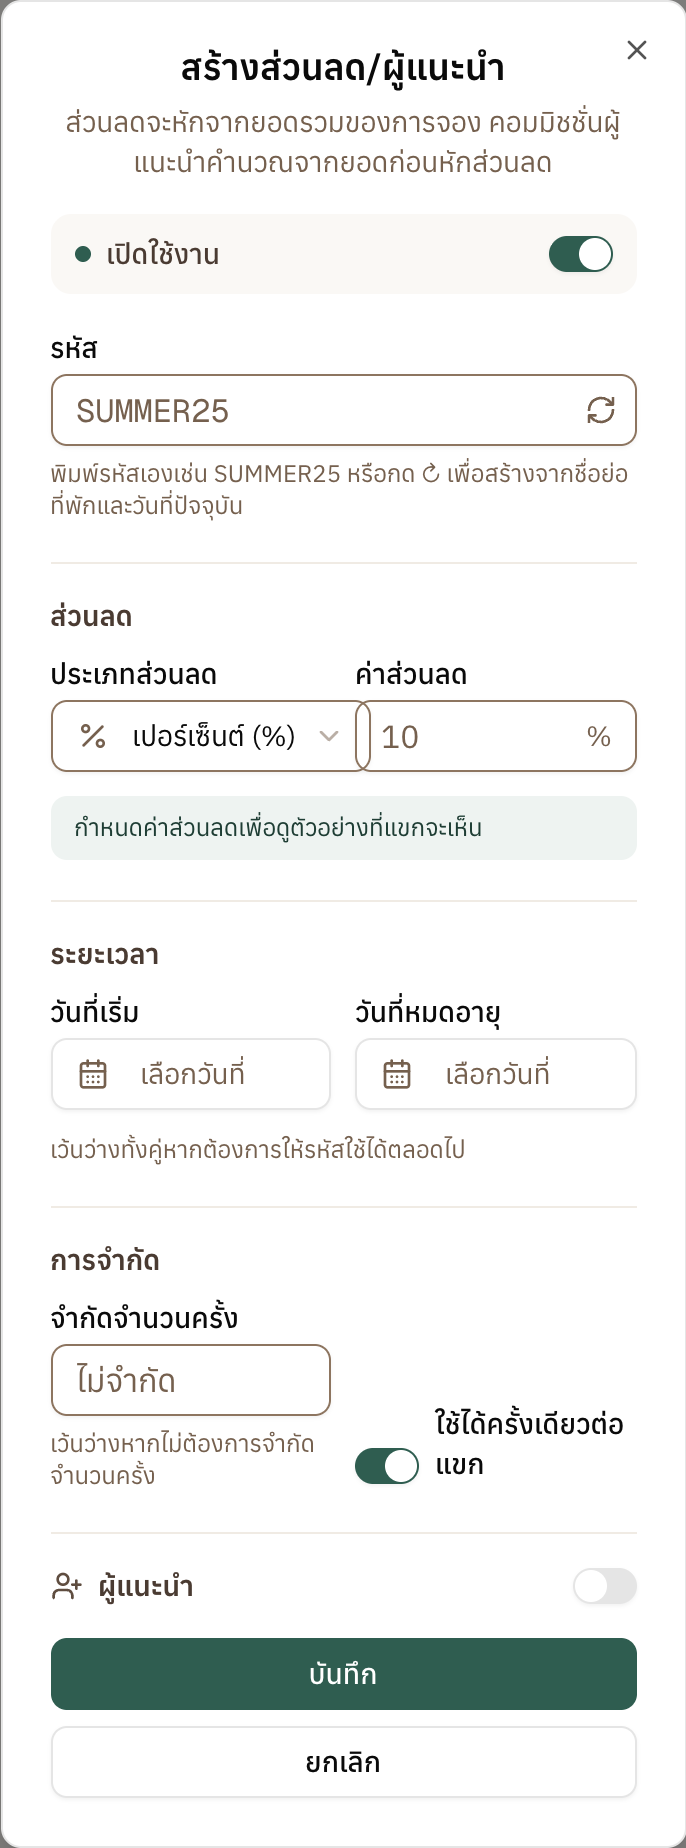 สร้างส่วนลด/ผู้แนะนำ
ส่วนลดจะหักจากยอดรวมของการจอง คอมมิชชั่นผู้
แนะนำคำนวณจากยอดก่อนหักส่วนลด
เปิดใช้งาน
รหัส
SUMMER25
พิมพ์รหัสเองเช่น SUMMER25 หรือกด ↻ เพื่อสร้างจากชื่อย่อ
ที่พักและวันที่ปัจจุบัน
ส่วนลด
ประเภทส่วนลด
ค่าส่วนลด
% เปอร์เซ็นต์ (%)
10 %
กำหนดค่าส่วนลดเพื่อดูตัวอย่างที่แขกจะเห็น
ระยะเวลา
วันที่เริ่ม
วันที่หมดอายุ
เลือกวันที่
เลือกวันที่
เว้นว่างทั้งคู่หากต้องการให้รหัสใช้ได้ตลอดไป
การจำกัด
จำกัดจำนวนครั้ง
ไม่จำกัด
เว้นว่างหากไม่ต้องการจำกัด
จำนวนครั้ง
ใช้ได้ครั้งเดียวต่อ
แขก
ผู้แนะนำ
บันทึก
ยกเลิก